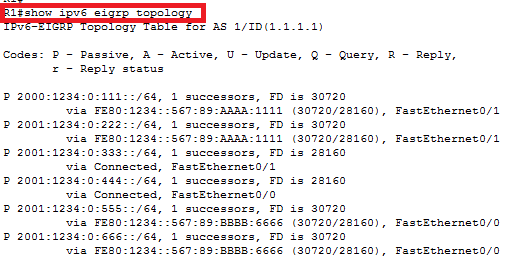 R1#show ipv6 eigrp topology
IPv6-EIGRP Topology Table for AS 1/ID(1.1.1.1)
Codes: P - Passive, A - Active, U - Update, Q - Query, R - Reply,
r - Reply status
P 2000:1234:0:111::/64, 1 successors, FD is 30720
via FE80:1234::567:89:AAAA:1111 (30720/28160), FastEthernet0/1
P 2001:1234:0:222::/64, 1 successors, FD is 30720
via FE80:1234::567:89:AAAA:1111 (30720/28160), FastEthernet0/1
P 2001:1234:0:333::/64, 1 successors, FD is 28160
via Connected, FastEthernet0/1
P 2001:1234:0:444::/64, 1 successors, FD is 28160
via Connected, FastEthernet0/0
P 2001:1234:0:555::/64, 1 successors, FD is 30720
via FE80:1234::567:89:BBBB:6666 (30720/28160), FastEthernet0/0
P 2001:1234:0:666::/64, 1 successors, FD is 30720
via FE80:1234::567:89:BBBB:6666 (30720/28160), FastEthernet0/0